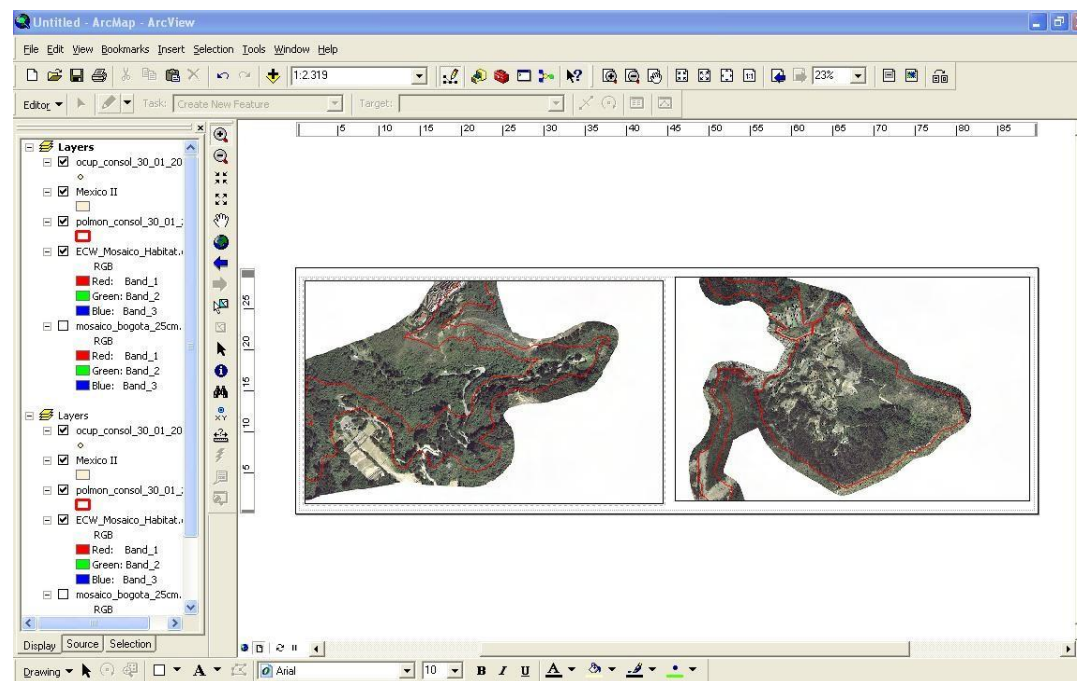 Untitled - ArcMap - ArcView
File Edit View Bookmarks Insert Selection Tools Window Help
1:2.319
23%
Editor Task: Create New Feature Target:
5 10 15 20 25 30 35 40 45 50 55 60 65 70 75 80 85
Layers
ocup_consol_30_01_20
Mexico II
polmon_consol_30_01_2
ECW_Mosaico_Habitat.
RGB
Red: Band_1
Green: Band_2
Blue: Band_3
mosaico_bogota_25cm.
RGB
Red: Band_1
Green: Band_2
Blue: Band_3
Layers
ocup_consol_30_01_20
Mexico II
polmon_consol_30_01_
ECW_Mosaico_Habitat.
RGB
Red: Band_1
Green: Band_2
Blue: Band_3
mosaico_bogota_25cm.
RGB
25
20
15
10
5
Display Source Selection
Drawing A Arial 10 B I U A